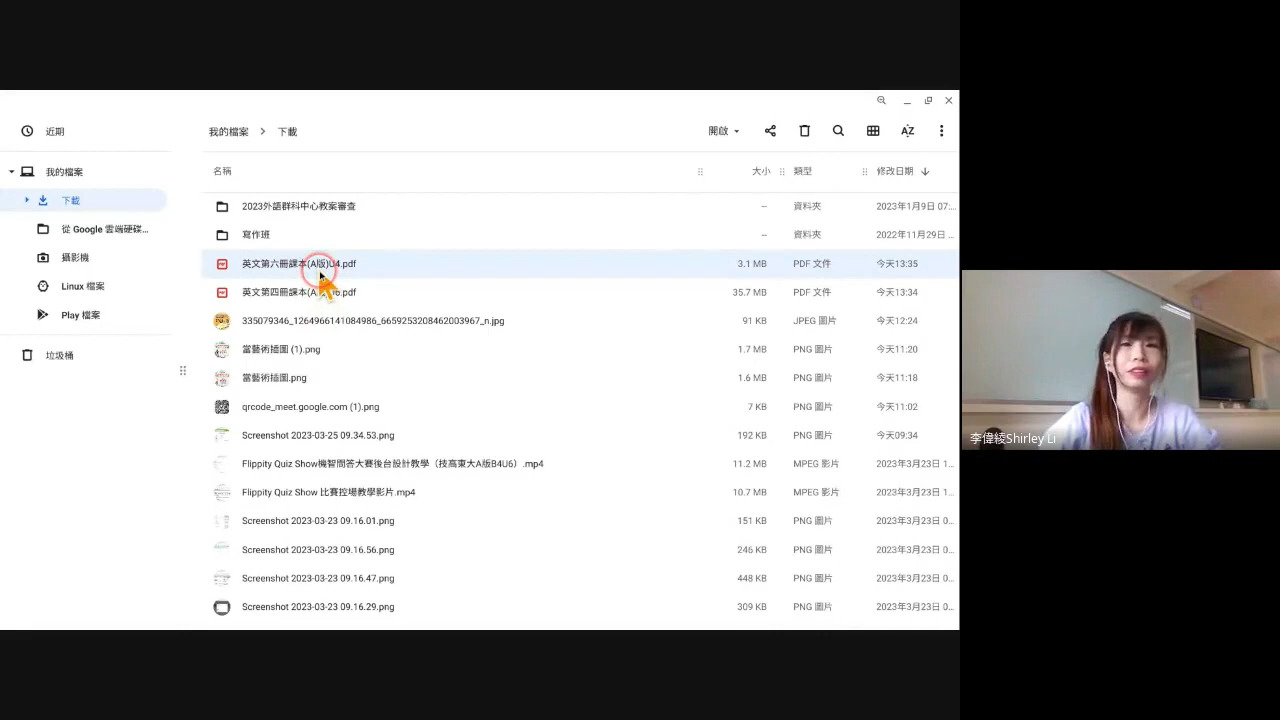 近期
我的檔案
下載
從 Google 雲端硬碟...
攝影機
Linux 檔案
Play 檔案
垃圾桶
我的檔案 > 下載
開啟
名稱 大小 類型 修改日期
2023外語群科中心教案審查 -- 資料夾 2023年1月9日 07:...
寫作班 -- 資料夾 2022年11月29日 ...
英文第六冊課本(A版)U4.pdf 3.1 MB PDF 文件 今天13:35
英文第四冊課本(A .pdf 35.7 MB PDF 文件 今天13:34
335079346_1264966141084986_6659253208462003967_n.jpg 91 KB JPEG 圖片 今天12:24
當藝術插圖 (1).png 1.7 MB PNG 圖片 今天11:20
當藝術插圖.png 1.6 MB PNG 圖片 今天11:18
qrcode_meet.google.com (1).png 7 KB PNG 圖片 今天11:02
Screenshot 2023-03-25 09.34.53.png 192 KB PNG 圖片 今天09:34
Flippity Quiz Show機智問答大賽後台設計教學（技高東大A版B4U6）.mp4 11.2 MB MPEG 影片 2023年3月23日 1...
Flippity Quiz Show 比賽控場教學影片.mp4 10.7 MB MPEG 影片 2023年3月23日 1...
Screenshot 2023-03-23 09.16.01.png 151 KB PNG 圖片 2023年3月23日 0...
Screenshot 2023-03-23 09.16.56.png 246 KB PNG 圖片 2023年3月23日 0...
Screenshot 2023-03-23 09.16.47.png 448 KB PNG 圖片 2023年3月23日 0...
Screenshot 2023-03-23 09.16.29.png 309 KB PNG 圖片 2023年3月23日 0...
李偉綾Shirley Li